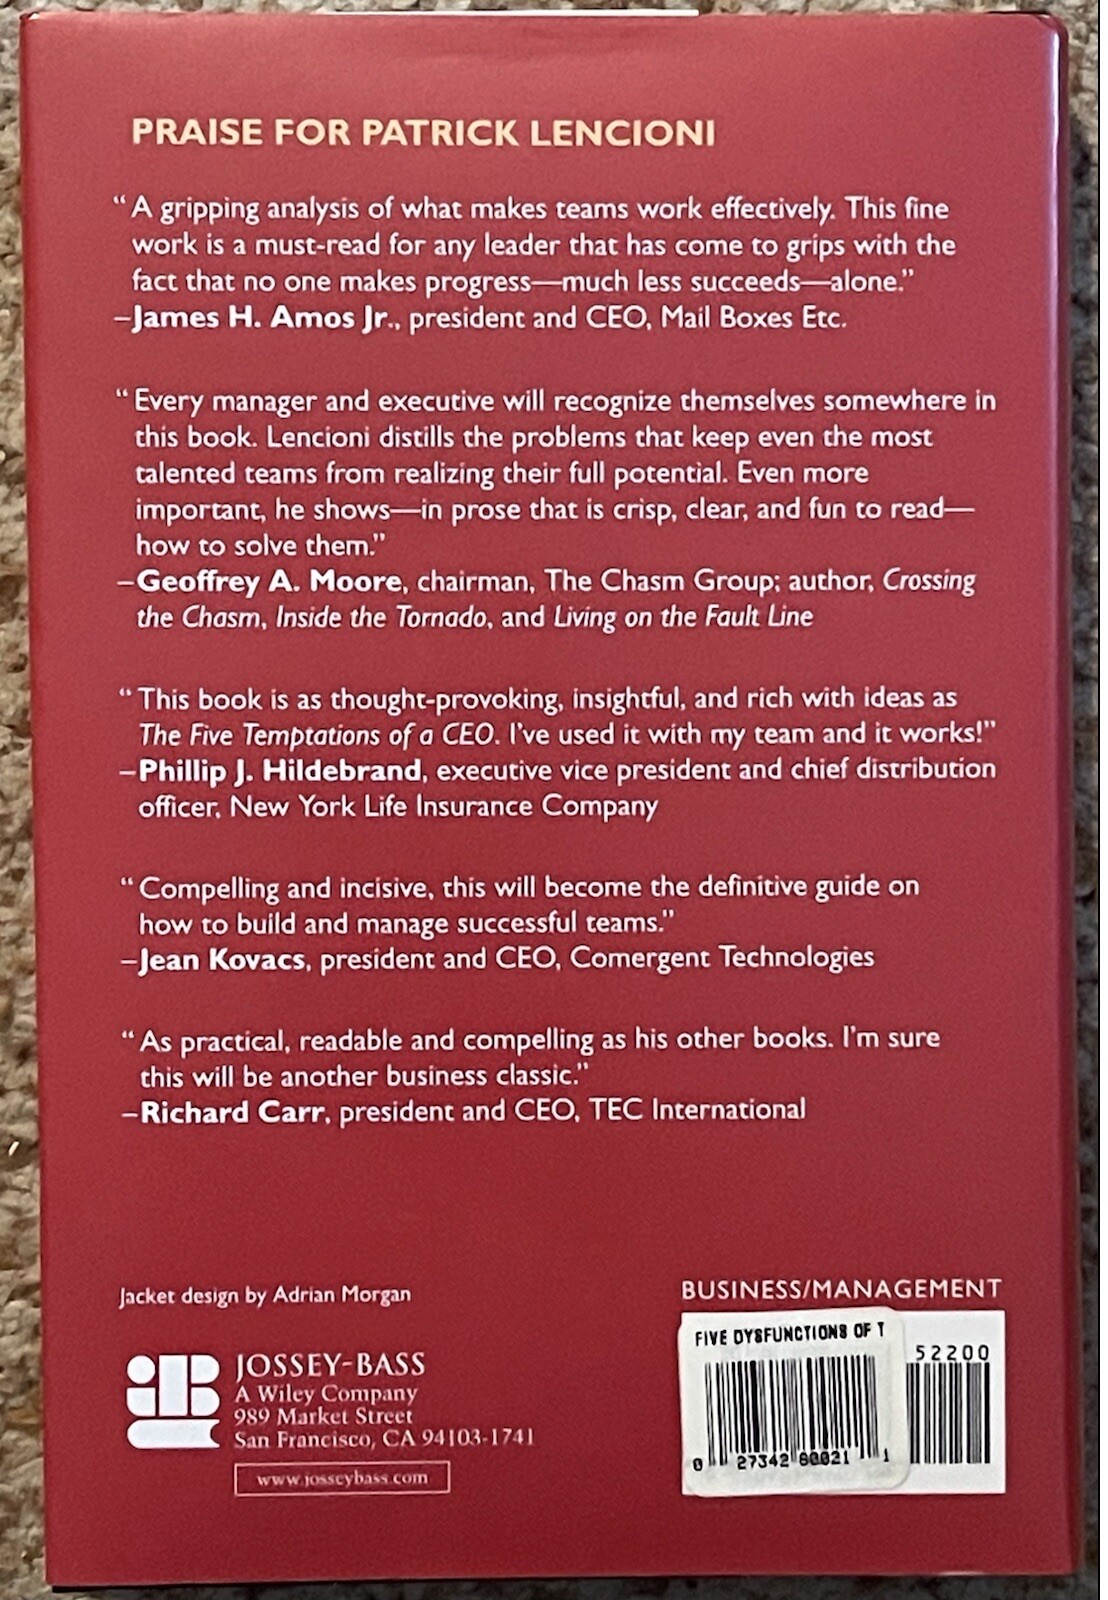 PRAISE FOR PATRICK LENCIONI
“ A gripping analysis of what makes teams work effectively. This fine
work is a must-read for any leader that has come to grips with the
fact that no one makes progress—much less succeeds—alone.”
–James H. Amos Jr., president and CEO, Mail Boxes Etc.
“ Every manager and executive will recognize themselves somewhere in
this book. Lencioni distills the problems that keep even the most
talented teams from realizing their full potential. Even more
important, he shows—in prose that is crisp, clear, and fun to read—
how to solve them.”
–Geoffrey A. Moore, chairman, The Chasm Group; author, Crossing
the Chasm, Inside the Tornado, and Living on the Fault Line
“ This book is as thought-provoking, insightful, and rich with ideas as
The Five Temptations of a CEO. I’ve used it with my team and it works!”
–Phillip J. Hildebrand, executive vice president and chief distribution
officer, New York Life Insurance Company
“ Compelling and incisive, this will become the definitive guide on
how to build and manage successful teams.”
–Jean Kovacs, president and CEO, Comergent Technologies
“ As practical, readable and compelling as his other books. I’m sure
this will be another business classic.”
–Richard Carr, president and CEO, TEC International
Jacket design by Adrian Morgan
JOSSEY-BASS
A Wiley Company
989 Market Street
San Francisco, CA 94103-1741
www.josseybass.com
BUSINESS/MANAGEMENT
FIVE DYSFUNCTIONS OF T
52200
0 27342 80021 1